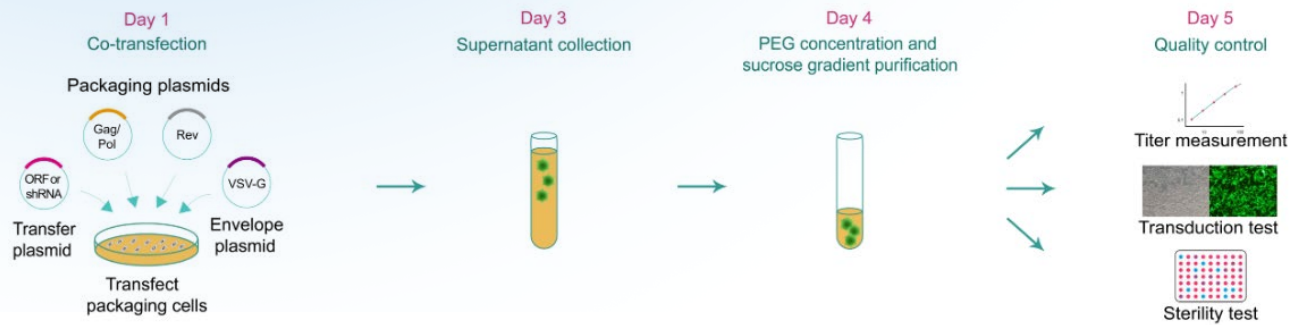 Day 1
Co-transfection
Packaging plasmids
Gag/
Pol
Rev
ORF or
shRNA
VSV-G
Transfer
plasmid
Envelope
plasmid
Transfect
packaging cells
Day 3
Supernatant collection
Day 4
PEG concentration and
sucrose gradient purification
Day 5
Quality control
Titer measurement
Transduction test
Sterility test